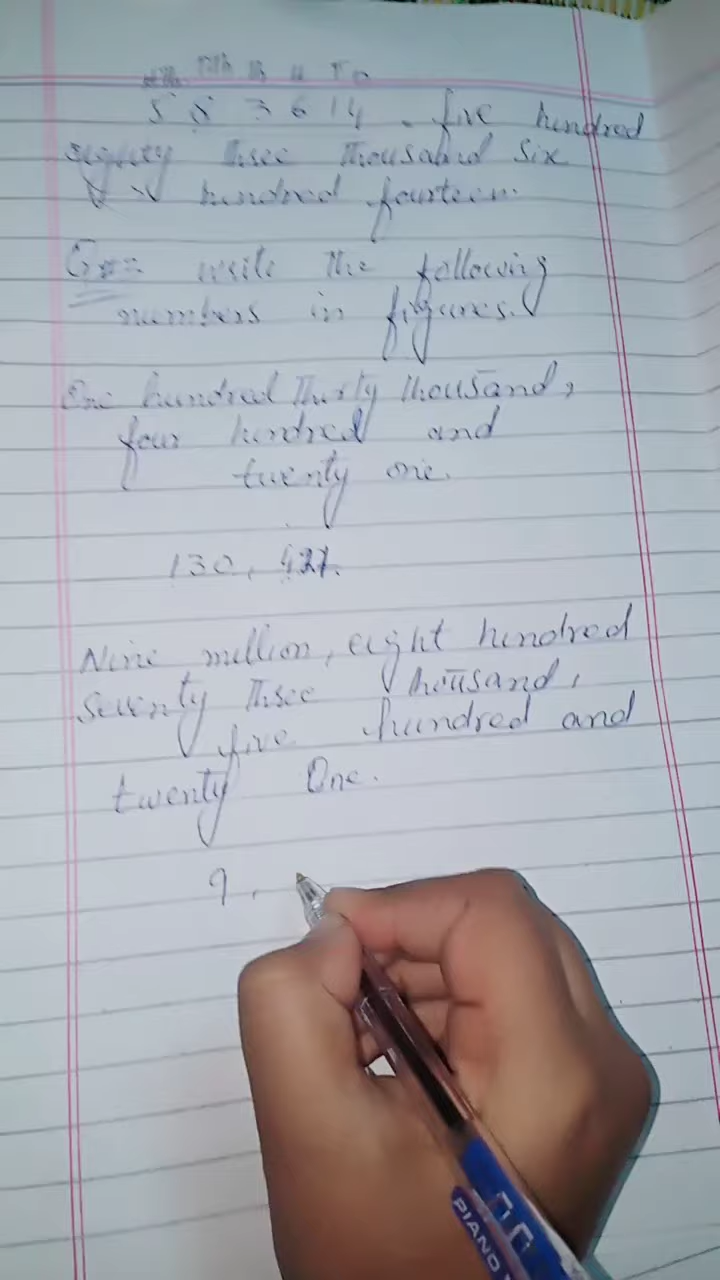 TTh Th H T O
5 8 3 6 14 . five hundred
eighty three thousand six
hundred fourteen.
write the following
numbers in figures.
One hundred Thirty Thousand,
four hundred and
twenty one.
130, 421.
Nine million, eight hundred
seventy three thousand,
five hundred and
twenty One.
9,
PIANO